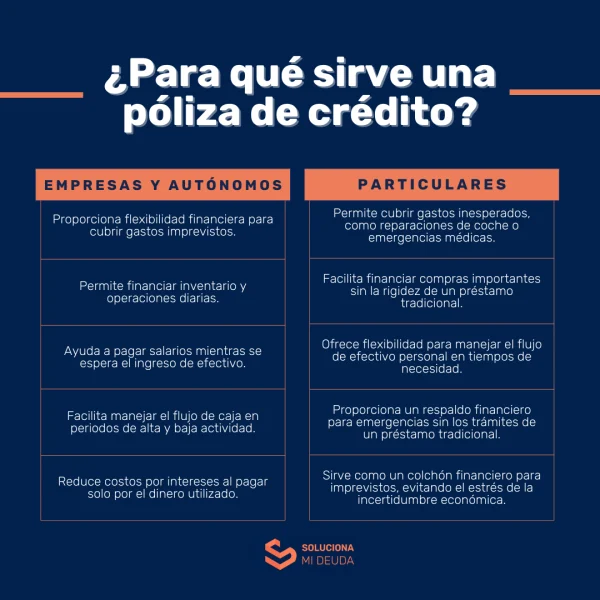 ¿Para qué sirve una
póliza de crédito?
EMPRESAS Y AUTÓNOMOS
Proporciona flexibilidad financiera para
cubrir gastos imprevistos.
Permite financiar inventario y
operaciones diarias.
Ayuda a pagar salarios mientras se
espera el ingreso de efectivo.
Facilita manejar el flujo de caja en
periodos de alta y baja actividad.
Reduce costos por intereses al pagar
solo por el dinero utilizado.
PARTICULARES
Permite cubrir gastos inesperados,
como reparaciones de coche o
emergencias médicas.
Facilita financiar compras importantes
sin la rigidez de un préstamo
tradicional.
Ofrece flexibilidad para manejar el flujo
de efectivo personal en tiempos de
necesidad.
Proporciona un respaldo financiero
para emergencias sin los trámites de
un préstamo tradicional.
Sirve como un colchón financiero para
imprevistos, evitando el estrés de la
incertidumbre económica.
SOLUCIONA
MI DEUDA